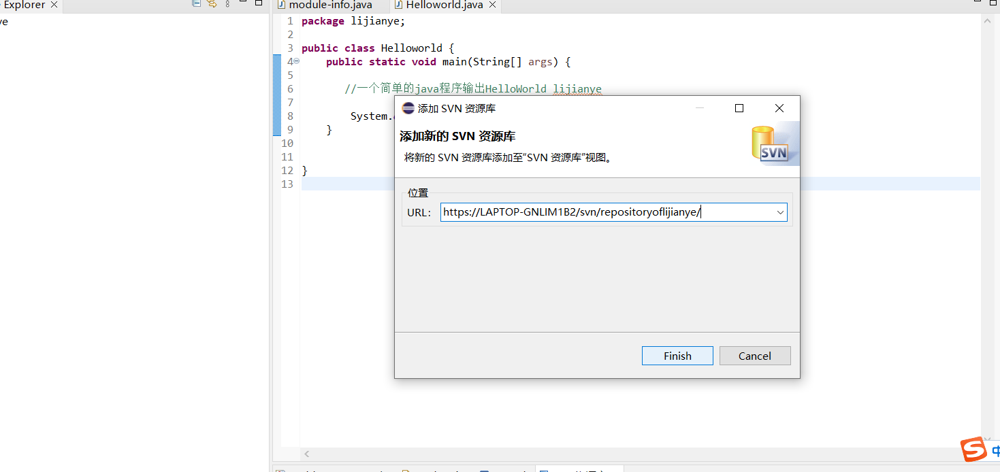 Explorer
module-info.java
Helloworld.java
1 package lijianye;
2
3 public class Helloworld {
4 public static void main(String[] args) {
5
6 //一个简单的java程序输出HelloWorld lijianye
7
8 System.
9 }
10
11
12 }
13
添加 SVN 资源库
添加新的 SVN 资源库
将新的 SVN 资源库添加至“SVN 资源库”视图。
SVN
位置
URL: https://LAPTOP-GNLIM1B2/svn/repositoryoflijianye/
Finish
Cancel
S